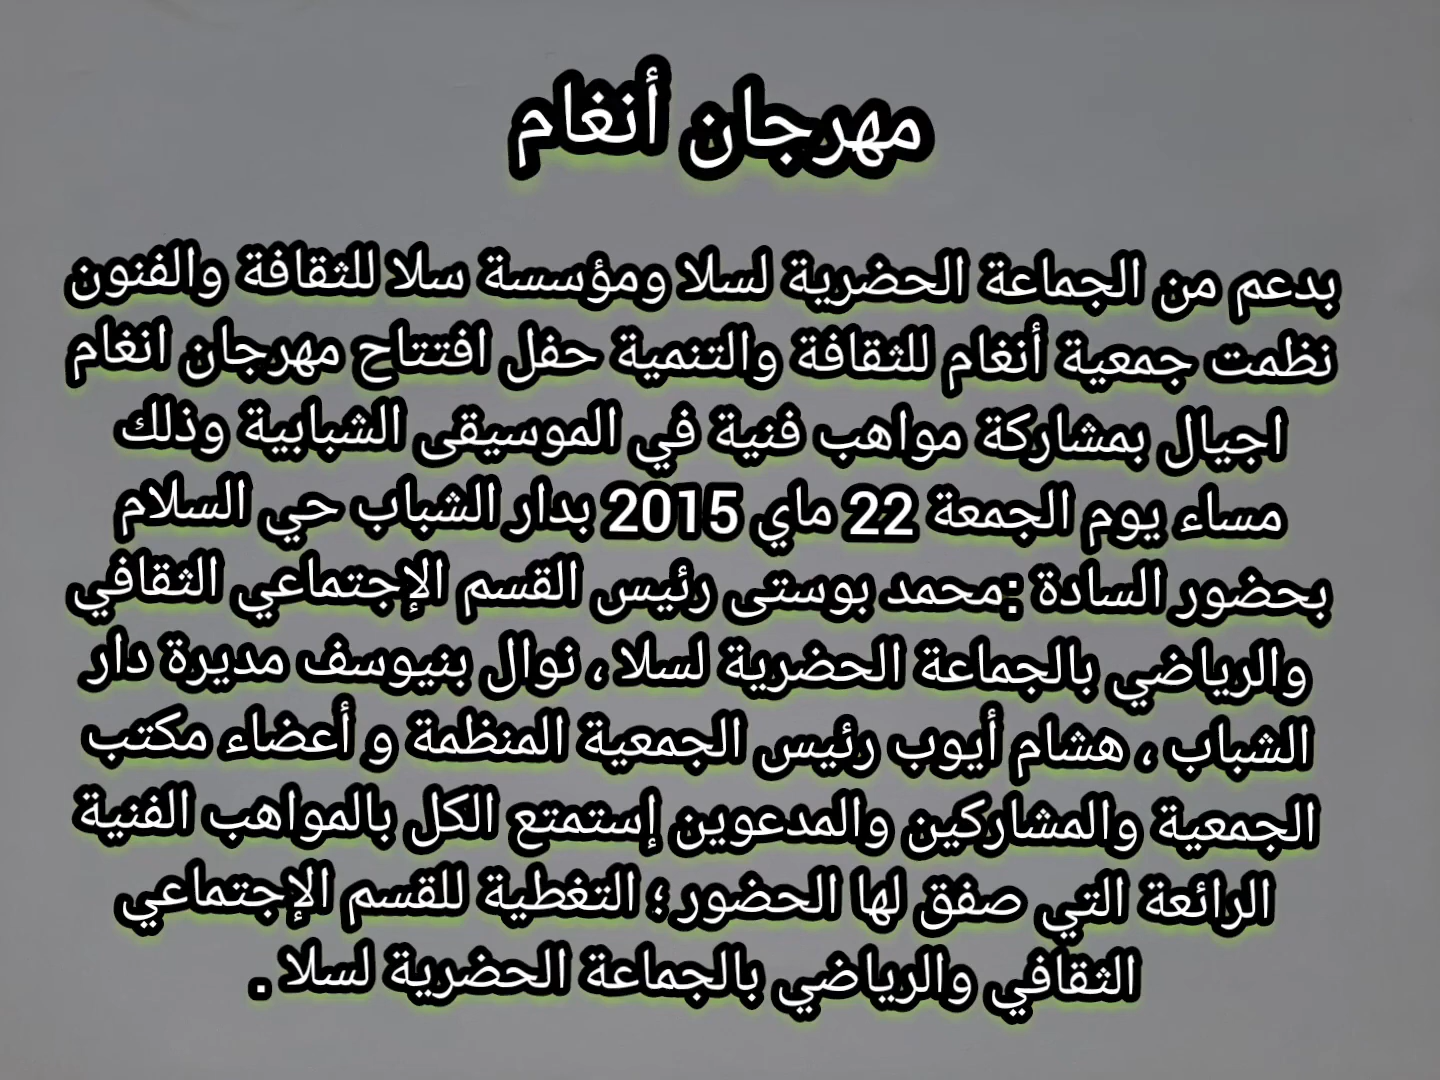 مهرجان أنغام
بدعم من الجماعة الحضرية لسلا ومؤسسة سلا للثقافة والفنون
نظمت جمعية أنغام للثقافة والتنمية حفل افتتاح مهرجان انغام
اجيال بمشاركة مواهب فنية في الموسيقى الشبابية وذلك
مساء يوم الجمعة 22 ماي 2015 بدار الشباب حي السلام
بحضور السادة :محمد بوستى رئيس القسم الإجتماعي الثقافي
والرياضي بالجماعة الحضرية لسلا ، نوال بنيوسف مديرة دار
الشباب ، هشام أيوب رئيس الجمعية المنظمة و أعضاء مكتب
الجمعية والمشاركين والمدعوين إستمتع الكل بالمواهب الفنية
الرائعة التي صفق لها الحضور ؛ التغطية للقسم الإجتماعي
الثقافي والرياضي بالجماعة الحضرية لسلا .